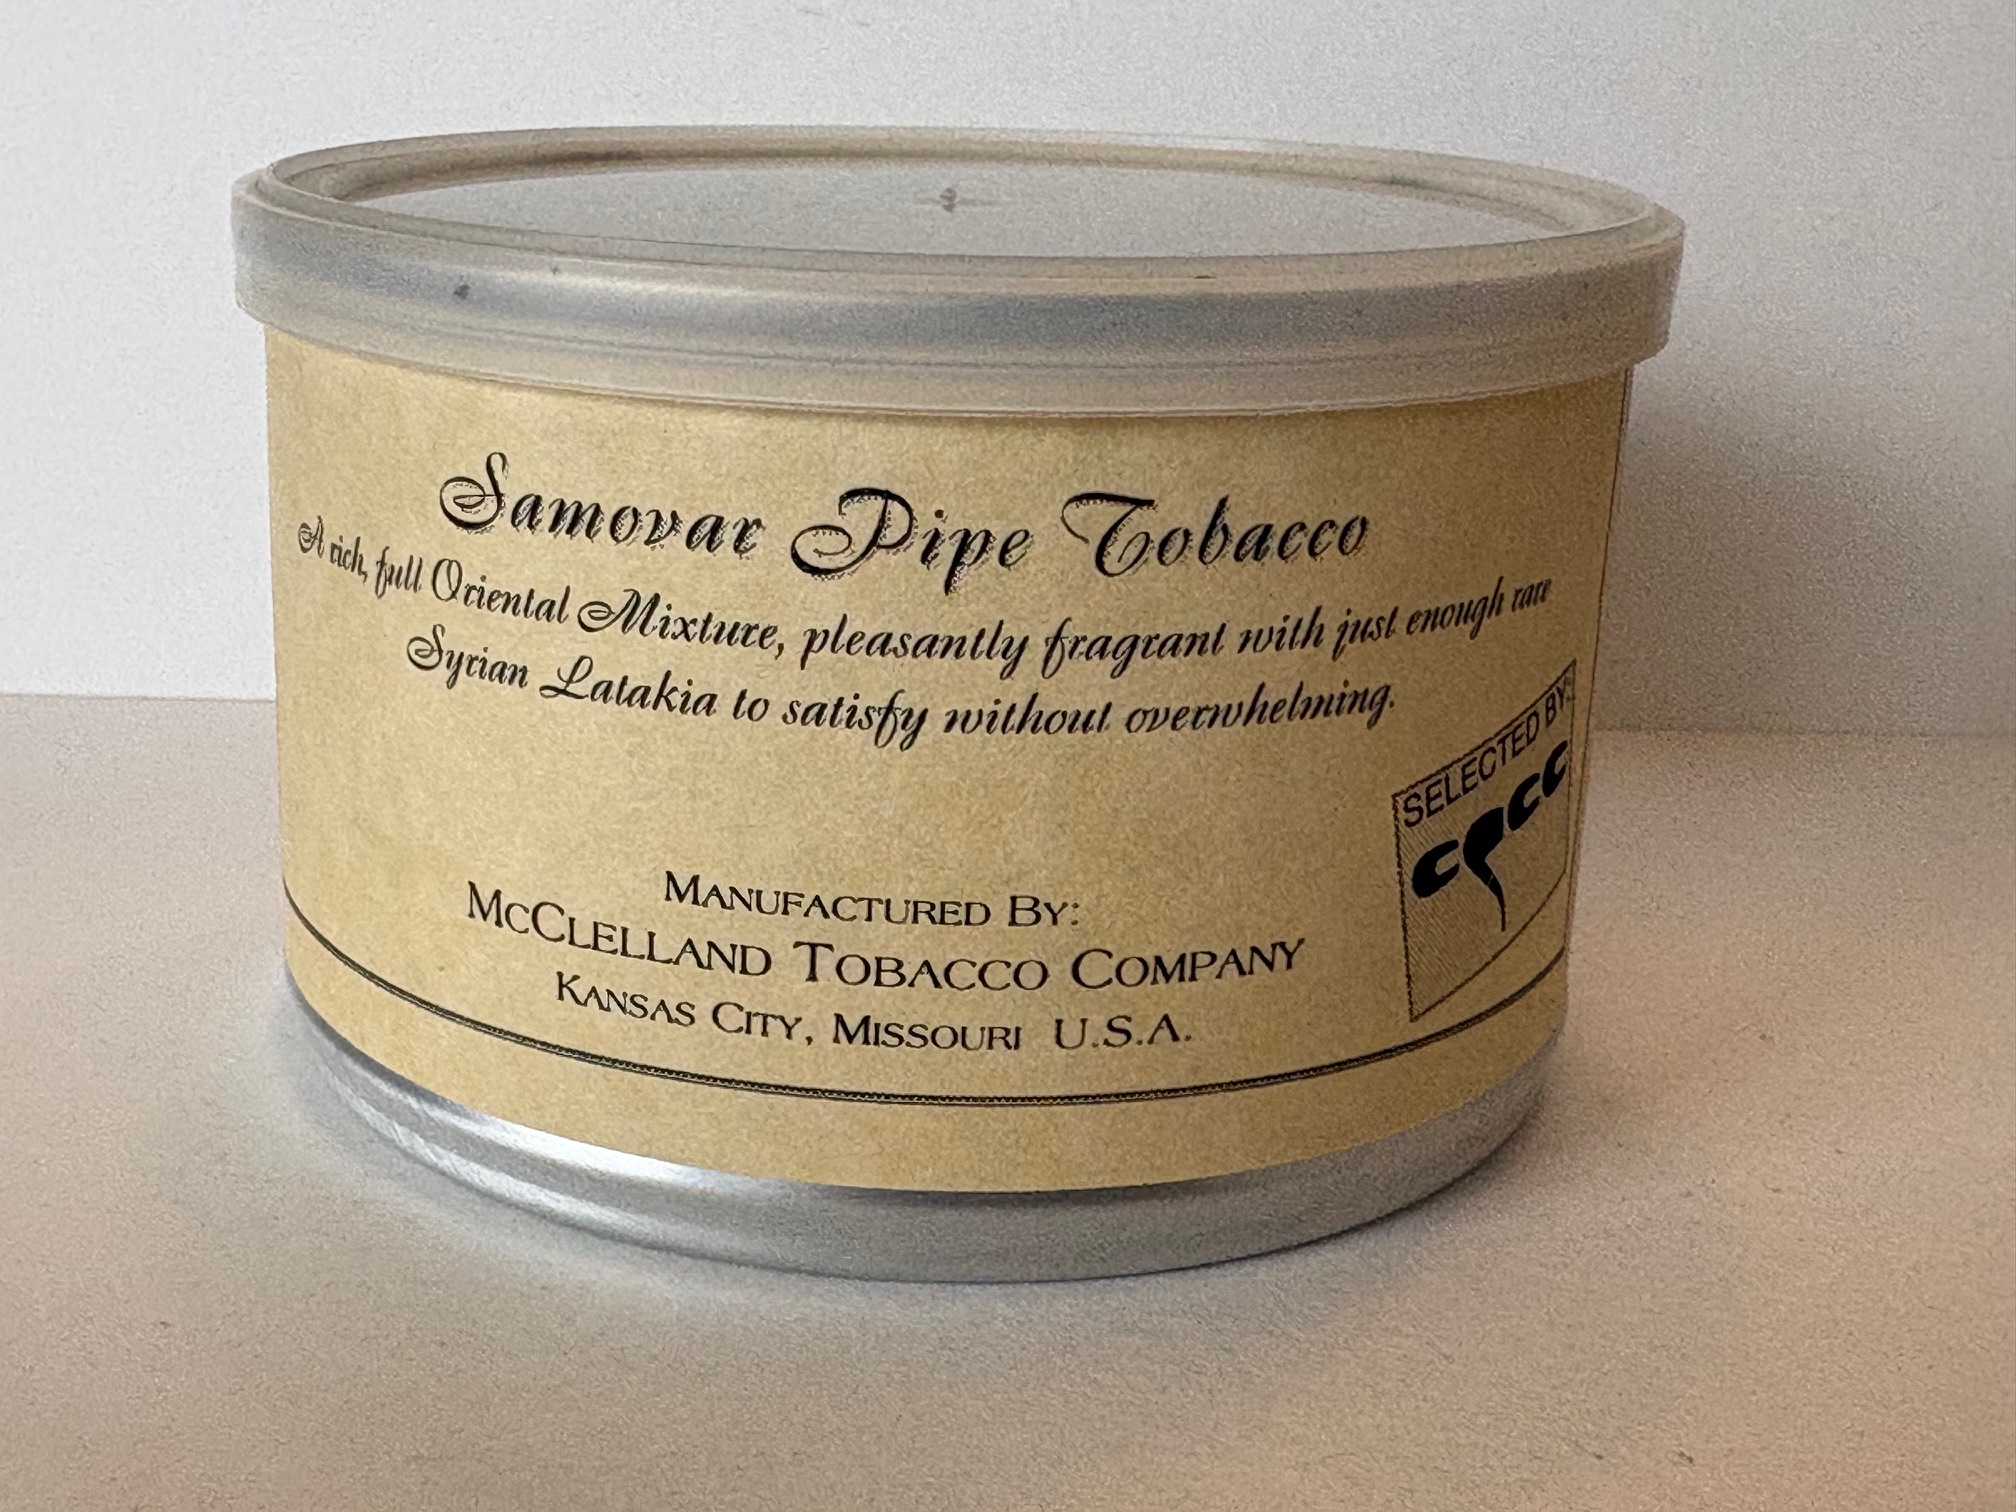 Samovar Pipe Tobacco
A rich, full Oriental Mixture, pleasantly fragrant with just enough rare
Syrian Latakia to satisfy without overwhelming.
SELECTED BY:
CPCC
MANUFACTURED BY:
MCCLELLAND TOBACCO COMPANY
KANSAS CITY, MISSOURI U.S.A.